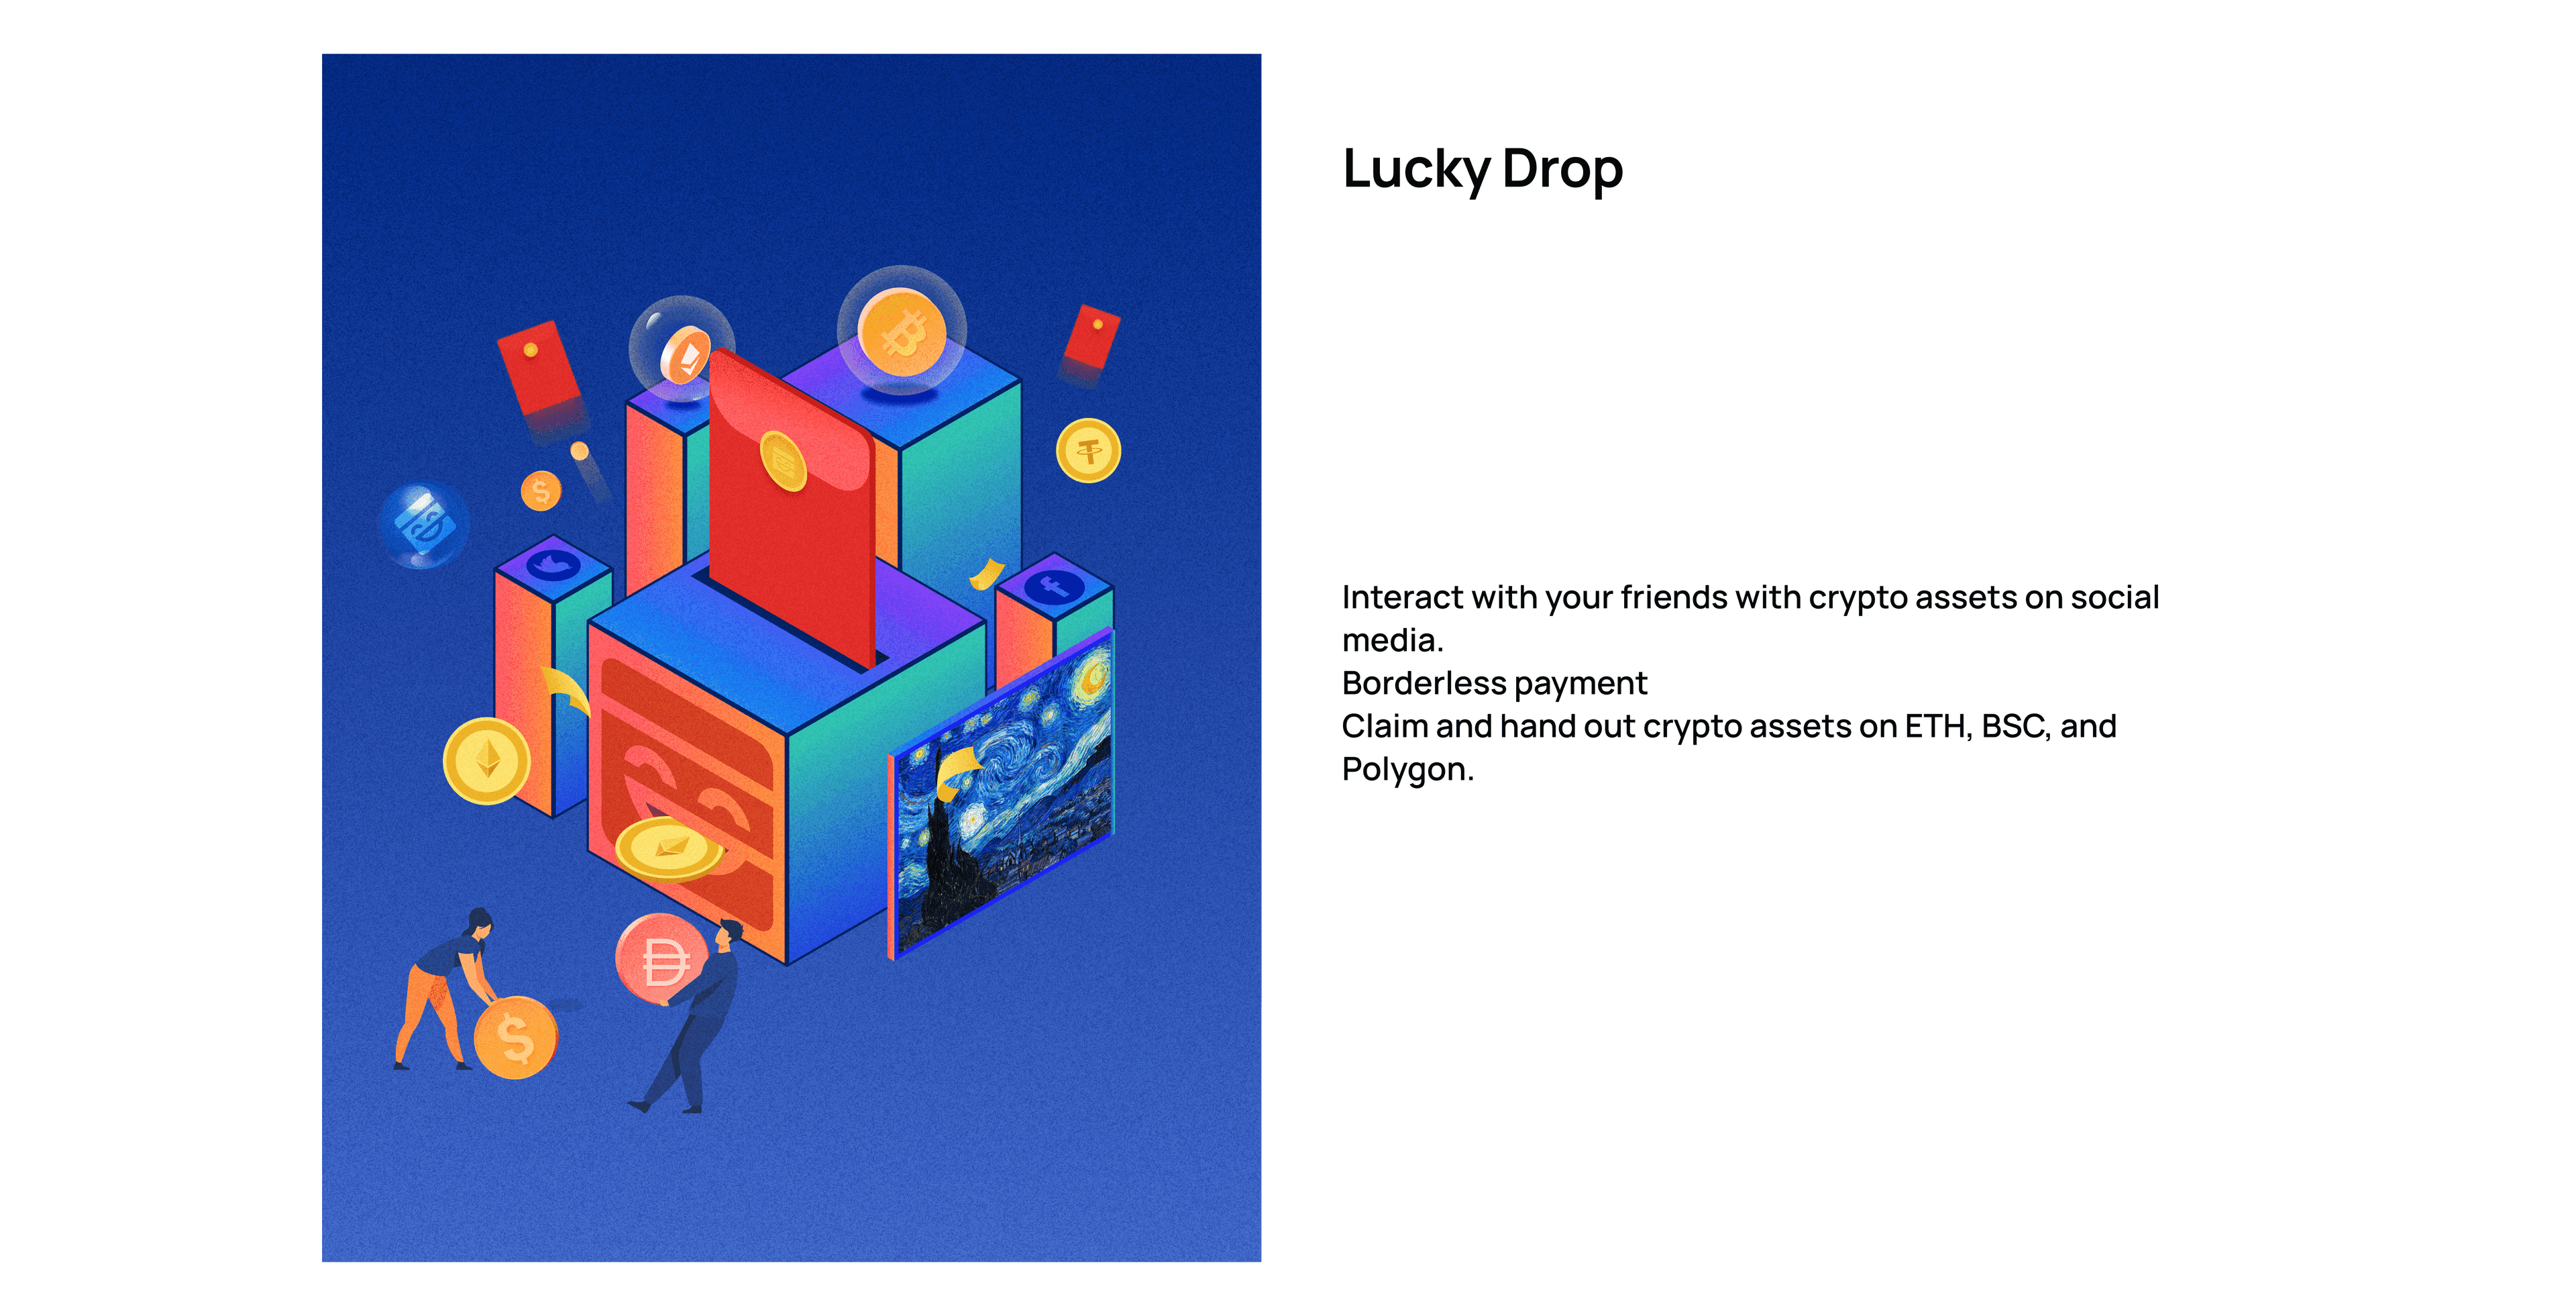 Lucky Drop
Interact with your friends with crypto assets on social
media.
Borderless payment
Claim and hand out crypto assets on ETH, BSC, and
Polygon.